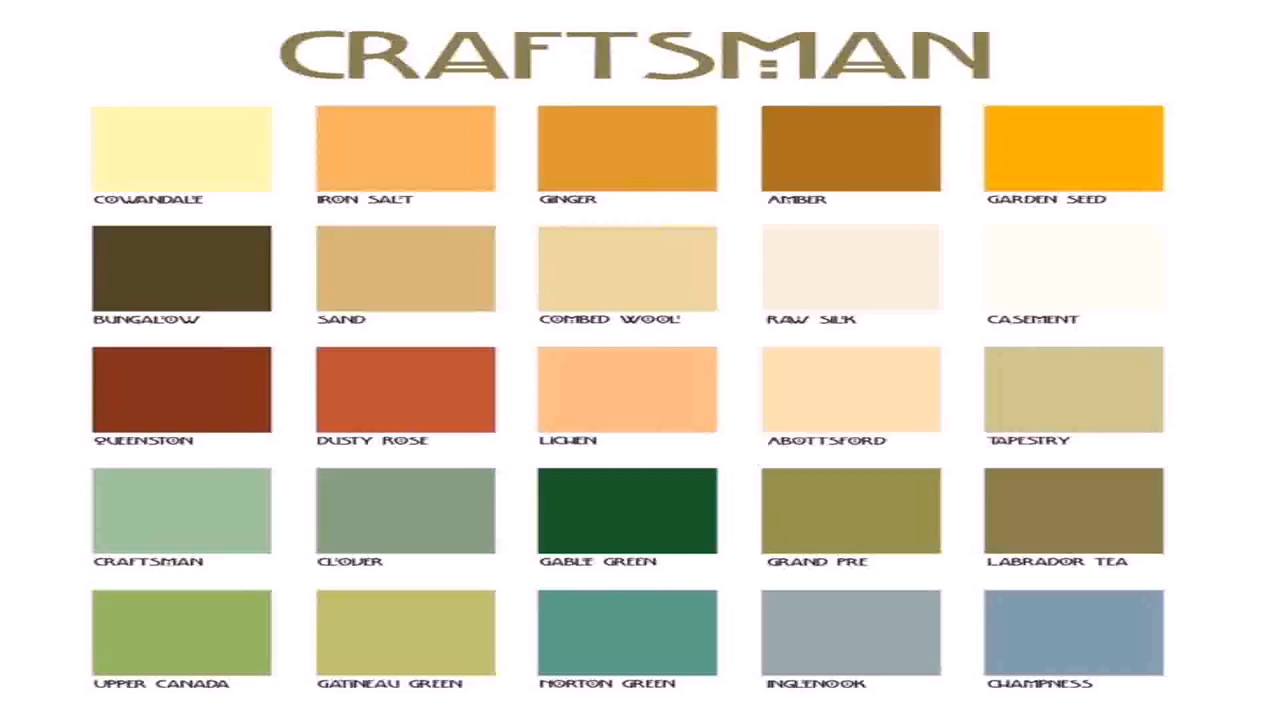 CRAFTSMAN
COWANDALE IRON SALT GINGER AMBER GARDEN SEED
BUNGALOW SAND COMBED WOOL RAW SILK CASEMENT
QUEENSTON DUSTY ROSE LICHEN ABOTTSFORD TAPESTRY
CRAFTSMAN CLOVER GABLE GREEN GRAND PRE LABRADOR TEA
UPPER CANADA GATINEAU GREEN NORTON GREEN INGLENOOK CHAMPNESS